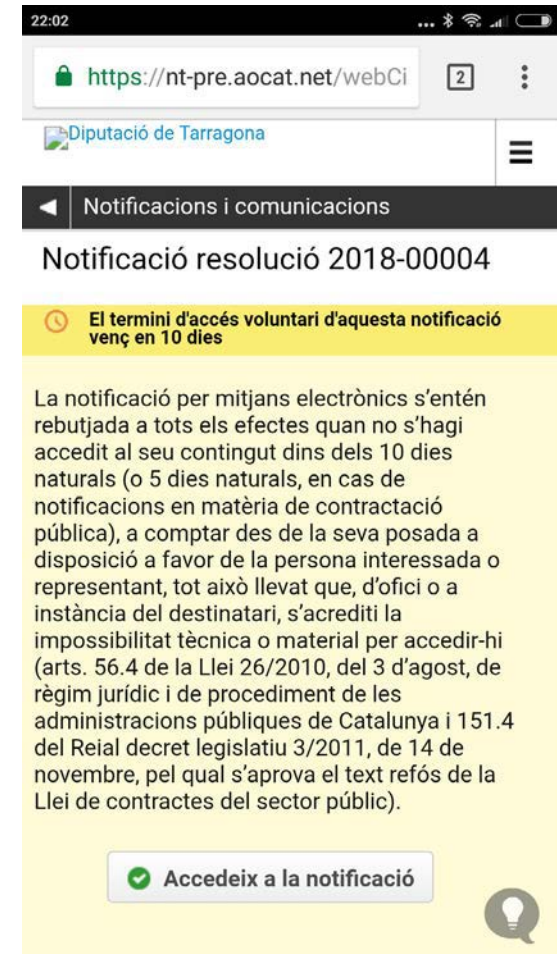 22:02
https://nt-pre.aocat.net/webCi
2
Diputació de Tarragona
Notificacions i comunicacions
Notificació resolució 2018-00004
El termini d'accés voluntari d'aquesta notificació
venç en 10 dies
La notificació per mitjans electrònics s’entén
rebutjada a tots els efectes quan no s’hagi
accedit al seu contingut dins dels 10 dies
naturals (o 5 dies naturals, en cas de
notificacions en matèria de contractació
pública), a comptar des de la seva posada a
disposició a favor de la persona interessada o
representant, tot això llevat que, d’ofici o a
instància del destinatari, s’acrediti la
impossibilitat tècnica o material per accedir-hi
(arts. 56.4 de la Llei 26/2010, del 3 d’agost, de
règim jurídic i de procediment de les
administracions públiques de Catalunya i 151.4
del Reial decret legislatiu 3/2011, de 14 de
novembre, pel qual s’aprova el text refós de la
Llei de contractes del sector públic).
Accedeix a la notificació